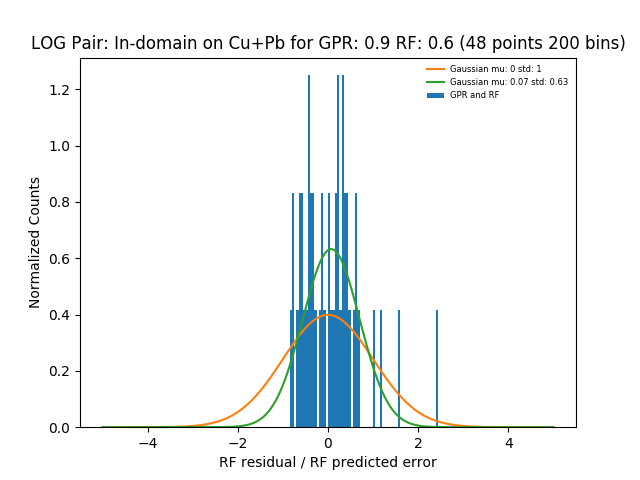 LOG Pair: In-domain on Cu+Pb for GPR: 0.9 RF: 0.6 (48 points 200 bins)
Gaussian mu: 0 std: 1
Gaussian mu: 0.07 std: 0.63
GPR and RF
Normalized Counts
1.2
1.0
0.8
0.6
0.4
0.2
0.0
−4 −2 0 2 4
RF residual / RF predicted error